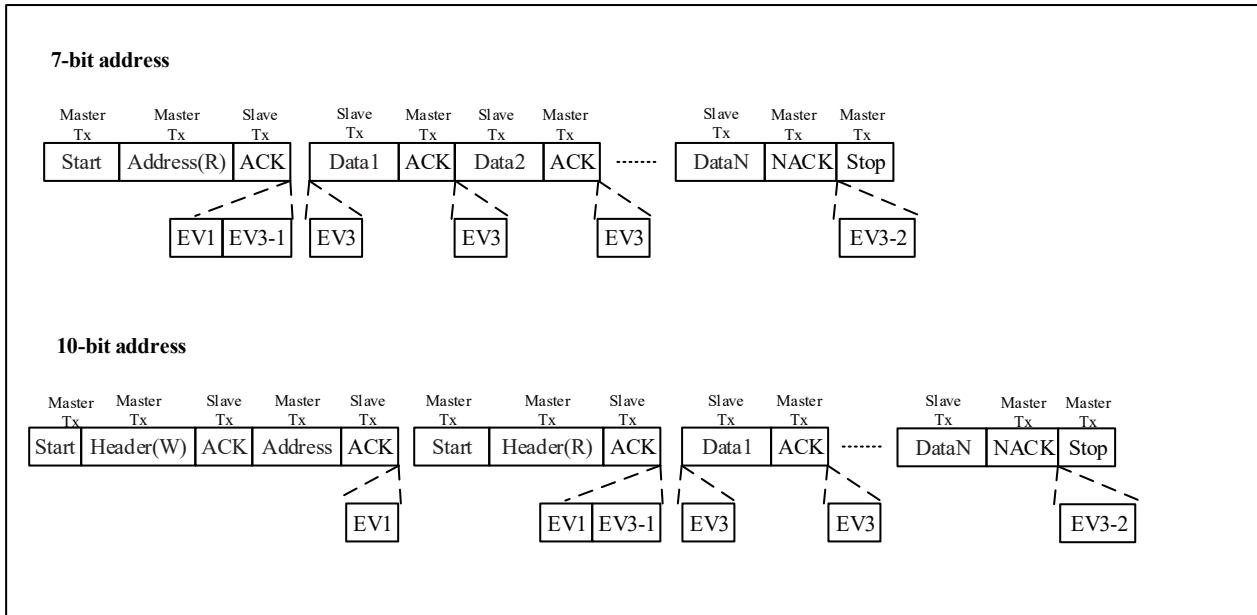 7-bit address
Master Tx Master Tx Slave Tx Slave Tx Master Tx Slave Tx Master Tx Slave Tx Master Tx Master Tx
Start Address(R) ACK Data1 ACK Data2 ACK ........ DataN NACK Stop
EV1 EV3-1 EV3 EV3 EV3 EV3-2
10-bit address
Master Tx Master Tx Slave Tx Master Tx Slave Tx Master Tx Master Tx Slave Tx Slave Tx Master Tx Slave Tx Master Tx Master Tx
Start Header(W) ACK Address ACK Start Header(R) ACK Data1 ACK ........ DataN NACK Stop
EV1 EV1 EV3-1 EV3 EV3 EV3-2